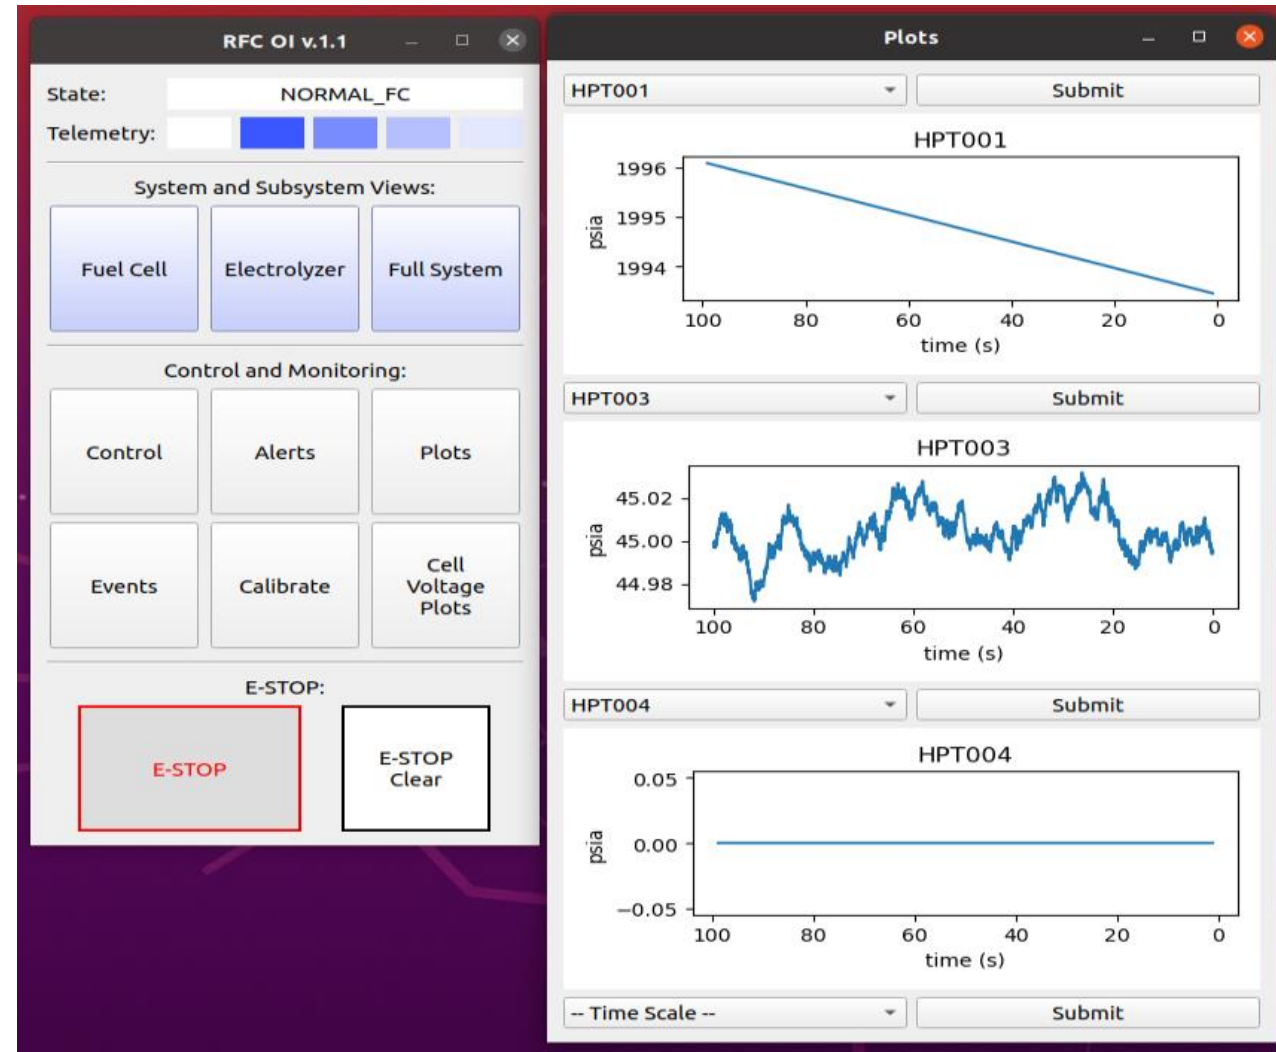 RFC OI v.1.1
State:
NORMAL_FC
Telemetry:
System and Subsystem Views:
Fuel Cell
Electrolyzer
Full System
Control and Monitoring:
Control
Alerts
Plots
Events
Calibrate
Cell
Voltage
Plots
E-STOP:
E-STOP
E-STOP
Clear
Plots
HPT001
Submit
HPT001
1996
1995
1994
psia
100 80 60 40 20 0
time (s)
HPT003
Submit
HPT003
45.02
45.00
44.98
psia
100 80 60 40 20 0
time (s)
HPT004
Submit
HPT004
0.05
0.00
−0.05
psia
100 80 60 40 20 0
time (s)
-- Time Scale --
Submit